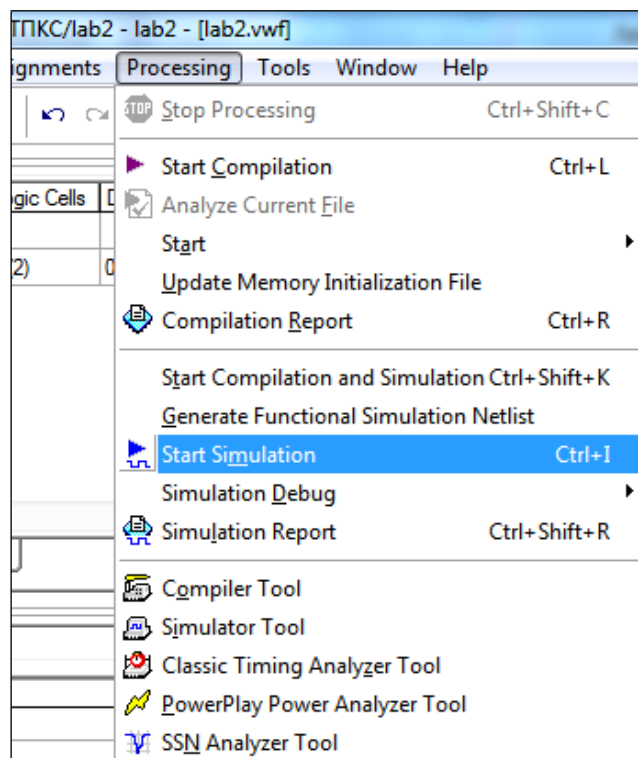 ТПКС/lab2 - lab2 - [lab2.vwf]
ignments Processing Tools Window Help
STOP Stop Processing Ctrl+Shift+C
Start Compilation Ctrl+L
gic Cells Analyze Current File
Start
2) 0 Update Memory Initialization File
Compilation Report Ctrl+R
Start Compilation and Simulation Ctrl+Shift+K
Generate Functional Simulation Netlist
Start Simulation Ctrl+I
Simulation Debug
Simulation Report Ctrl+Shift+R
Compiler Tool
Simulator Tool
Classic Timing Analyzer Tool
PowerPlay Power Analyzer Tool
SSN Analyzer Tool